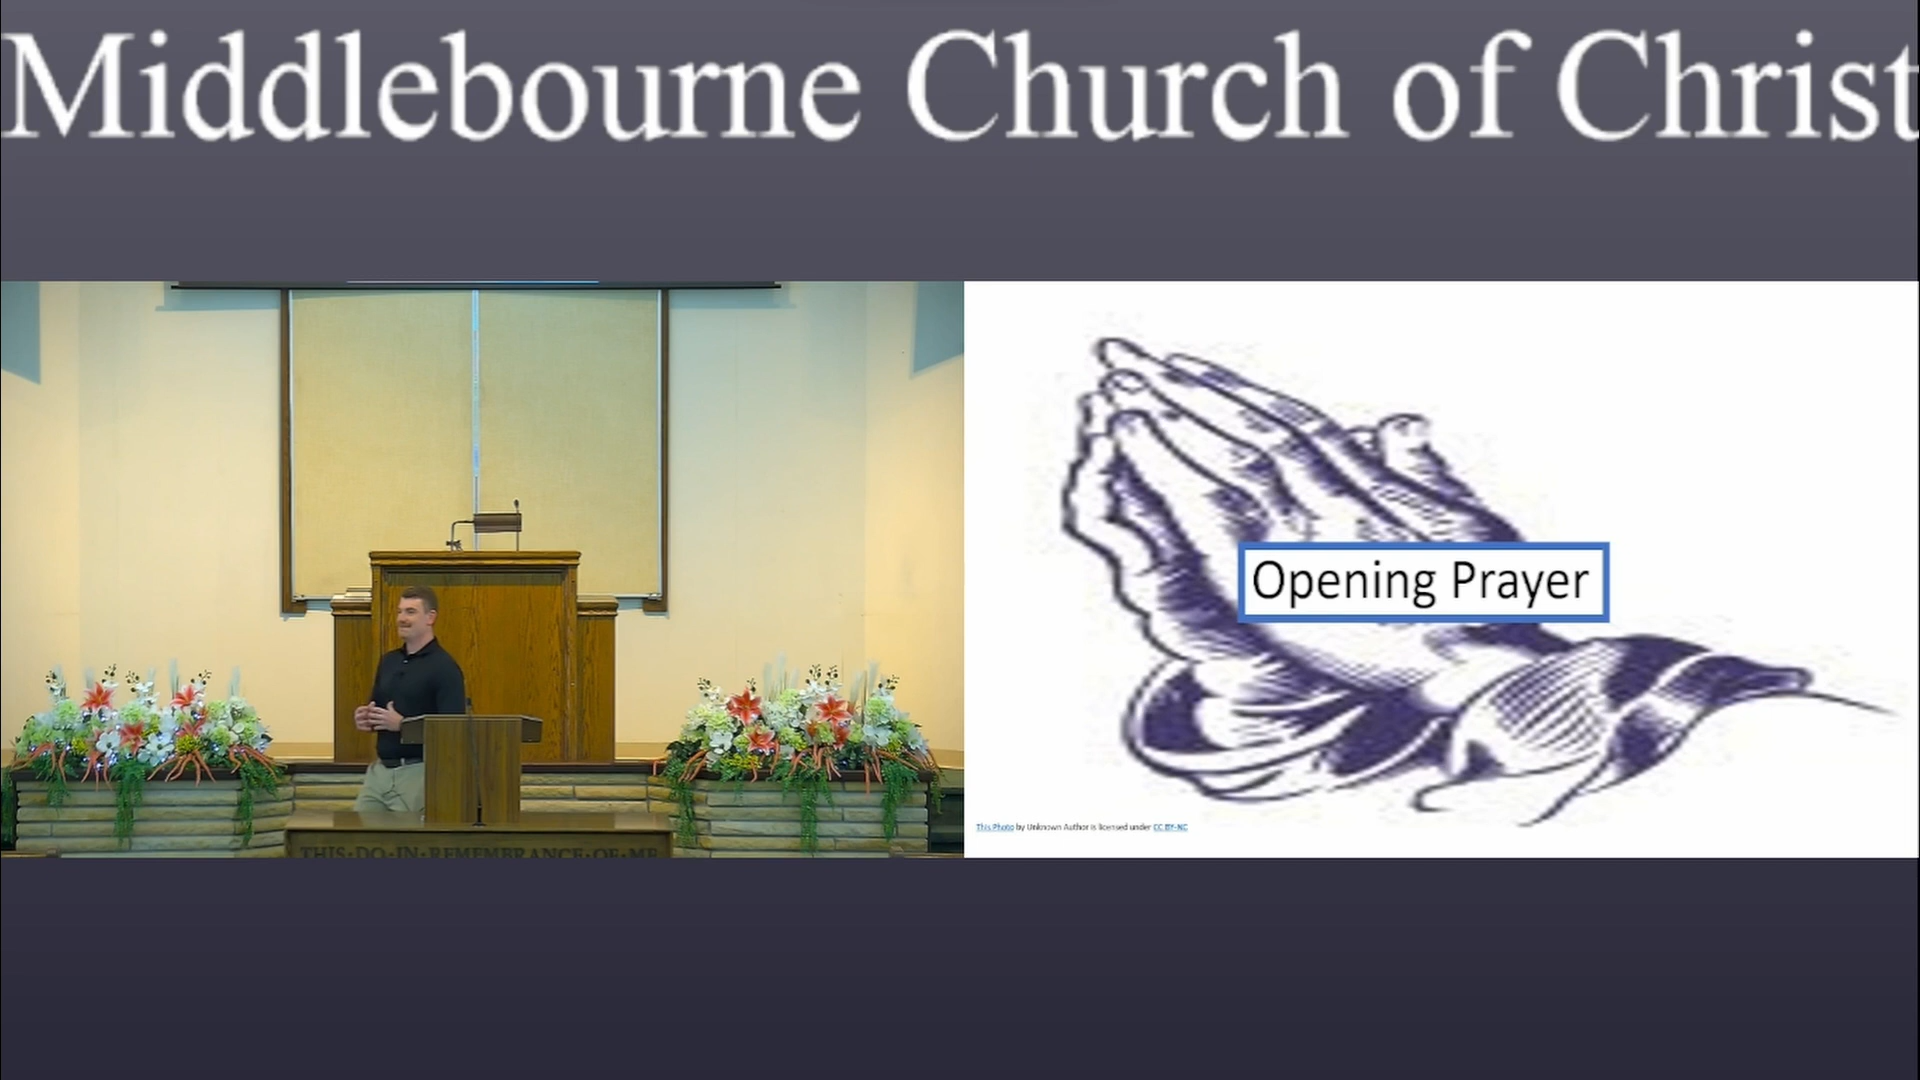 Middlebourne Church of Christ
Opening Prayer
This Photo by Unknown Author is licensed under CC BY-NC
THIS·DO·IN·REMEMBRANCE·OF·ME